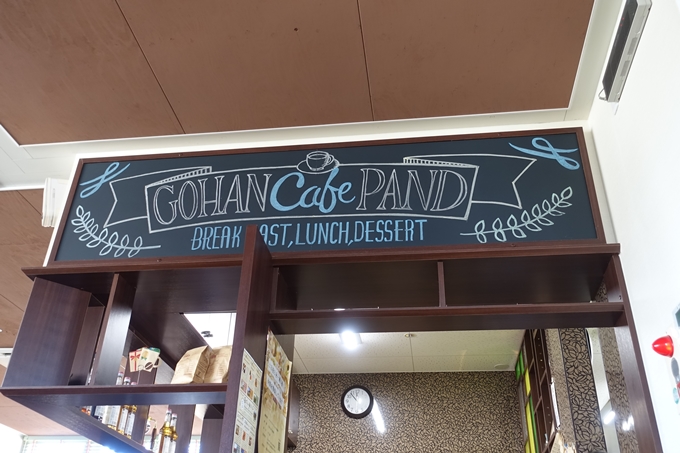 GOHAN Cafe PAND
BREAK AST, LUNCH, DESSERT